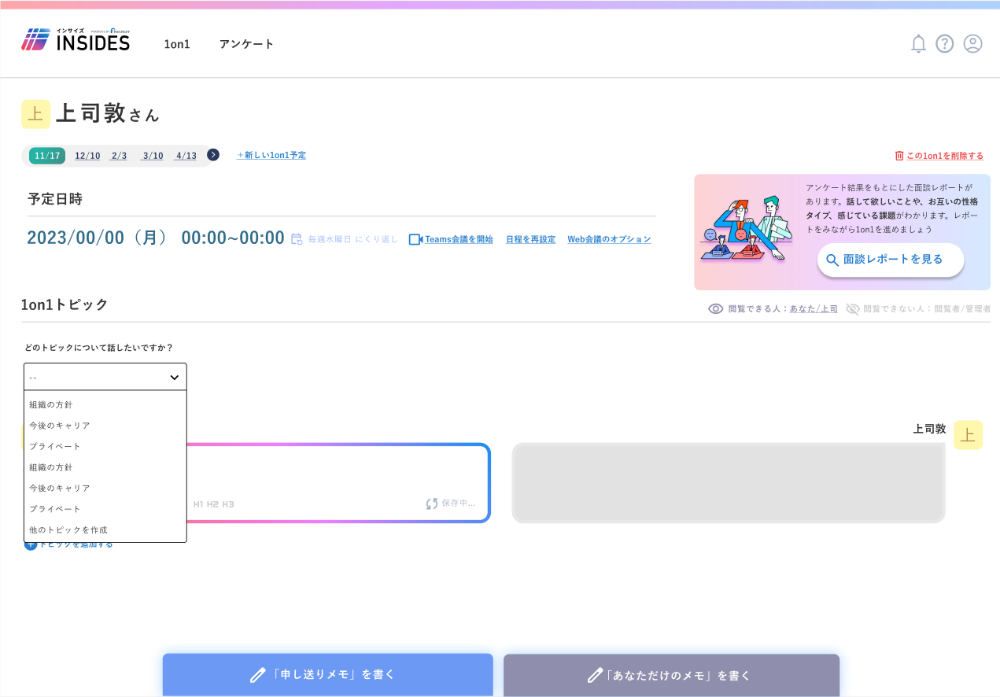 インサイズ PRODUCE BY RECRUIT
INSIDES
1on1 アンケート
上 上司敦さん
11/17 12/10 2/3 3/10 4/13 +新しい1on1予定
この1on1を削除する
予定日時
2023/00/00（月） 00:00~00:00 毎週水曜日 にくり返し Teams会議を開始 日程を再設定 Web会議のオプション
アンケート結果をもとにした面談レポートが
あります。話して欲しいことや、お互いの性格
タイプ、感じている課題がわかります。レポー
トをみながら1on1を進めましょう
面談レポートを見る
1on1トピック
閲覧できる人：あなた/上司 閲覧できない人：閲覧者/管理者
どのトピックについて話したいですか？
--
組織の方針
今後のキャリア
プライベート
組織の方針
今後のキャリア
プライベート
他のトピックを作成
上司敦 上
H1 H2 H3 保存中...
トピックを追加する
「申し送りメモ」を書く
「あなただけのメモ」を書く